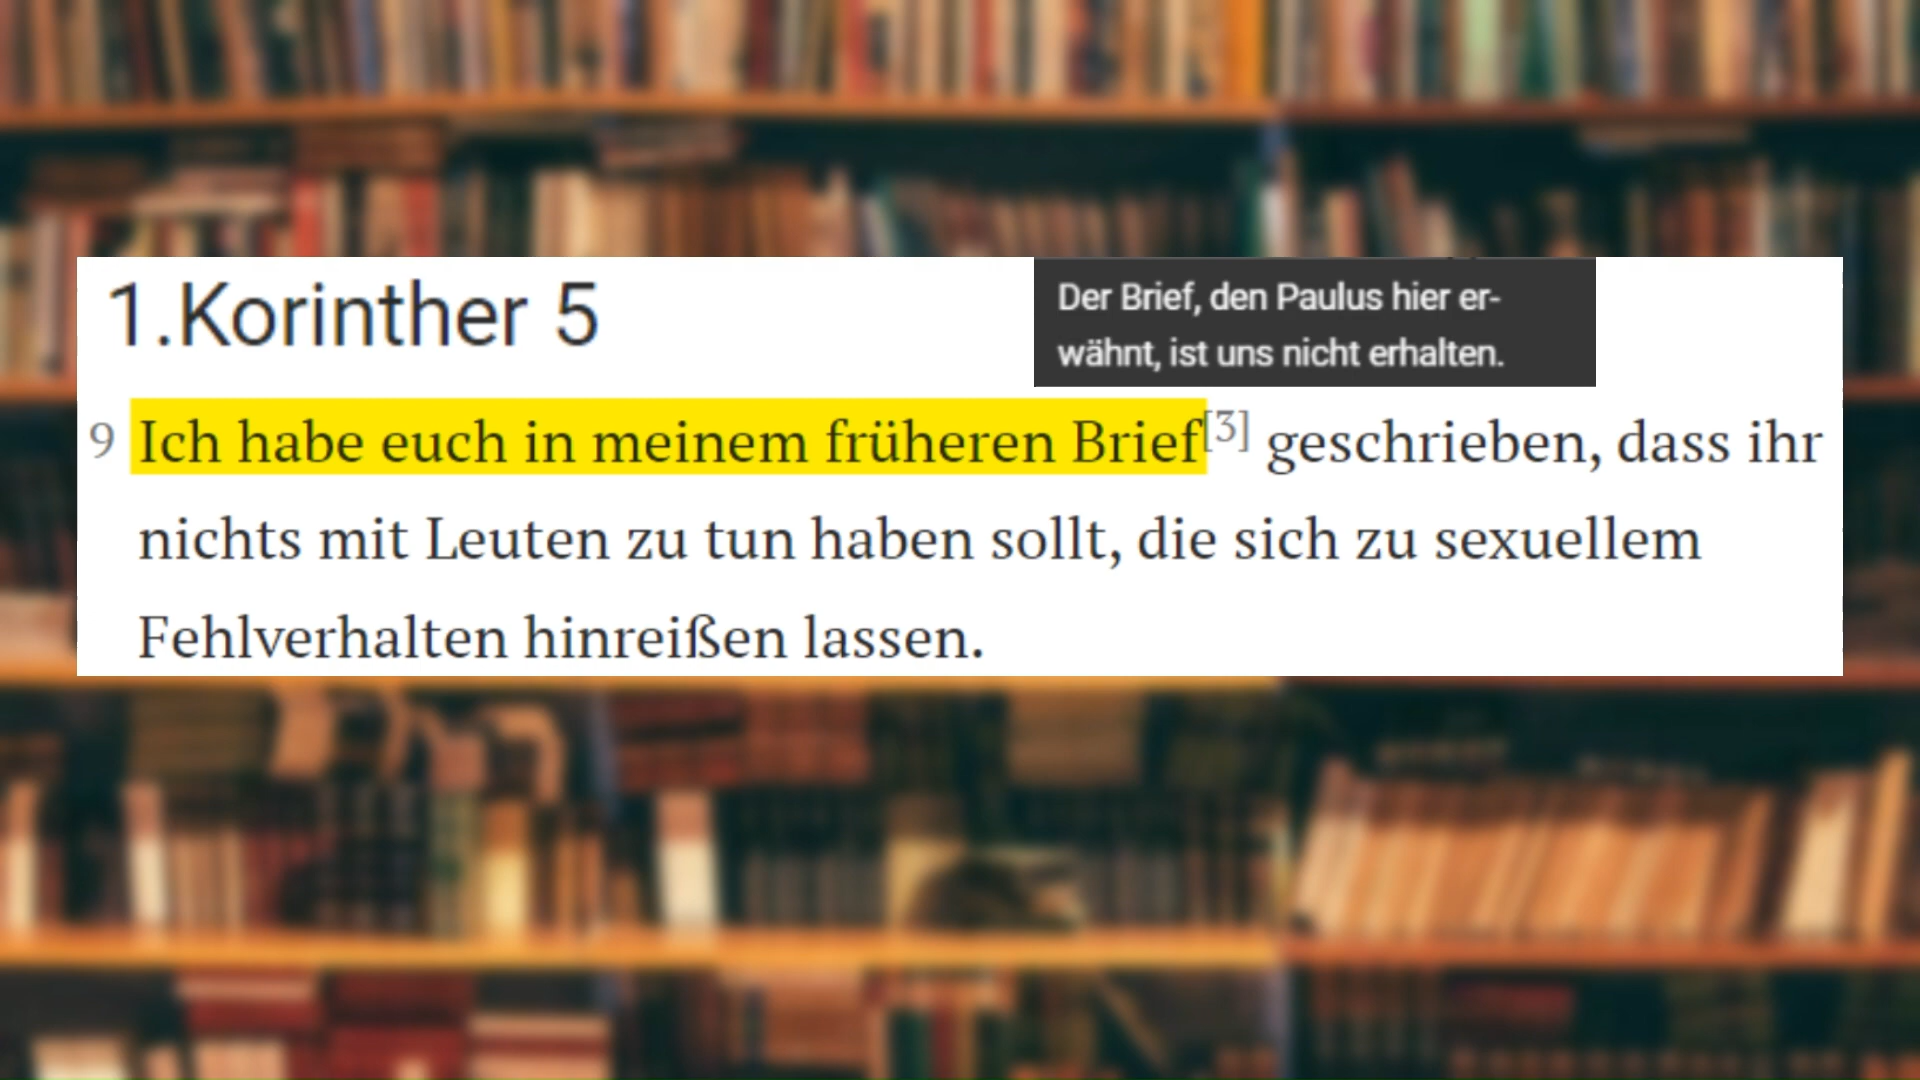 1.Korinther 5
Der Brief, den Paulus hier er-
wähnt, ist uns nicht erhalten.
9 Ich habe euch in meinem früheren Brief[3] geschrieben, dass ihr
nichts mit Leuten zu tun haben sollt, die sich zu sexuellem
Fehlverhalten hinreißen lassen.